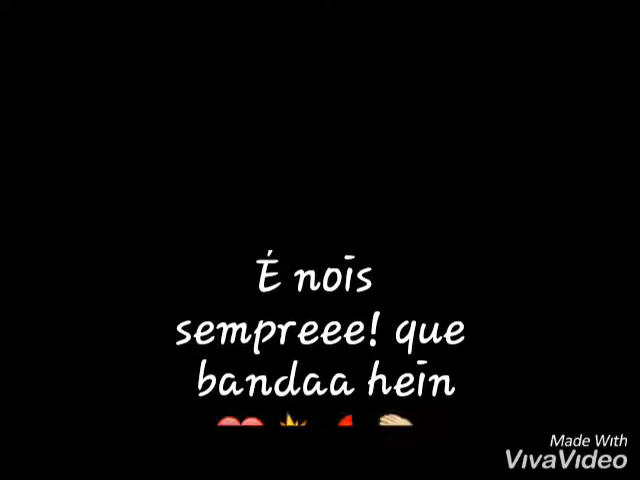 É nois
sempreee! que
bandaa hein
Made With
VivaVideo